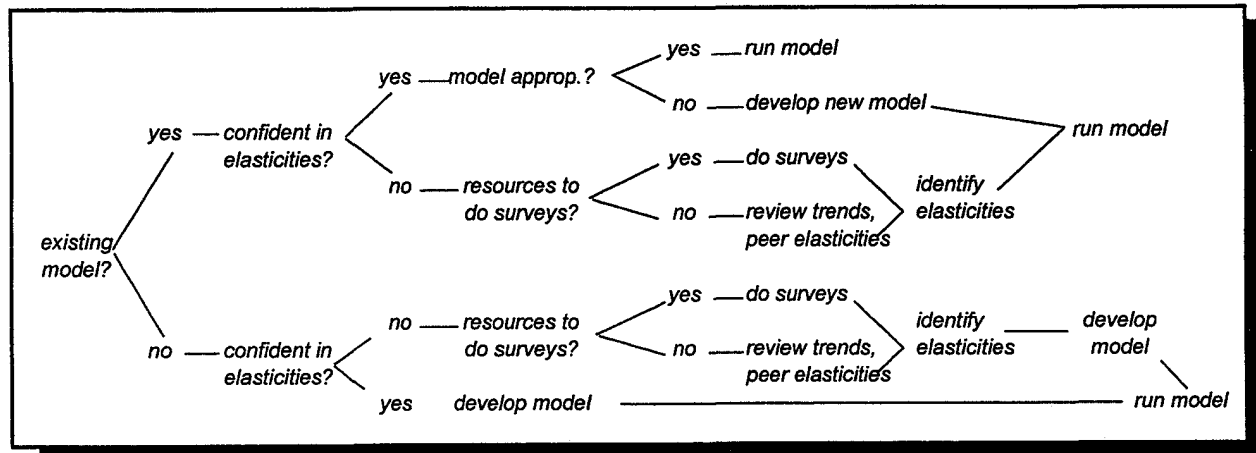 yes run model
yes model approp.?
no develop new model
yes confident in elasticities?
run model
yes do surveys
no resources to do surveys?
identify elasticities
no review trends, peer elasticities
existing model?
yes do surveys
no resources to do surveys?
identify elasticities
develop model
no confident in elasticities?
no review trends, peer elasticities
yes develop model
run model